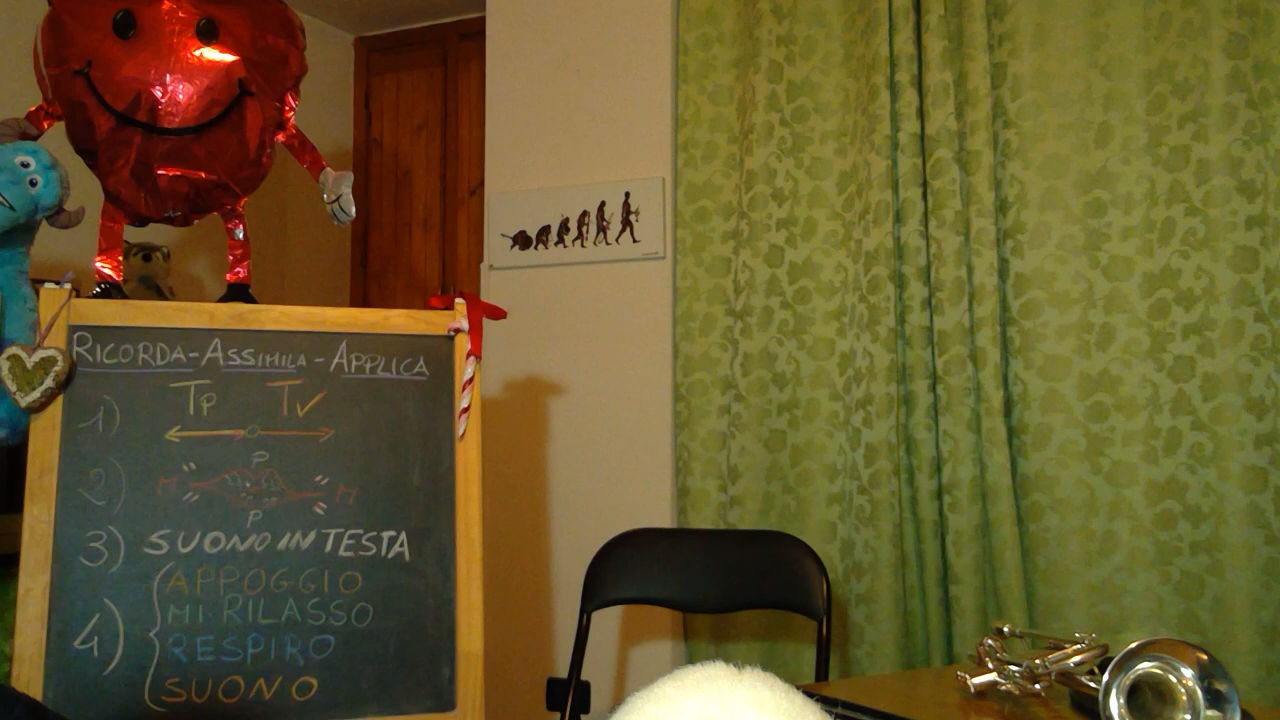 RICORDA-ASSIMILA-APPLICA
1) Tp Tv
2) M P M
P
3) SUONO IN TESTA
4) APPOGGIO
MI RILASSO
RESPIRO
SUONO